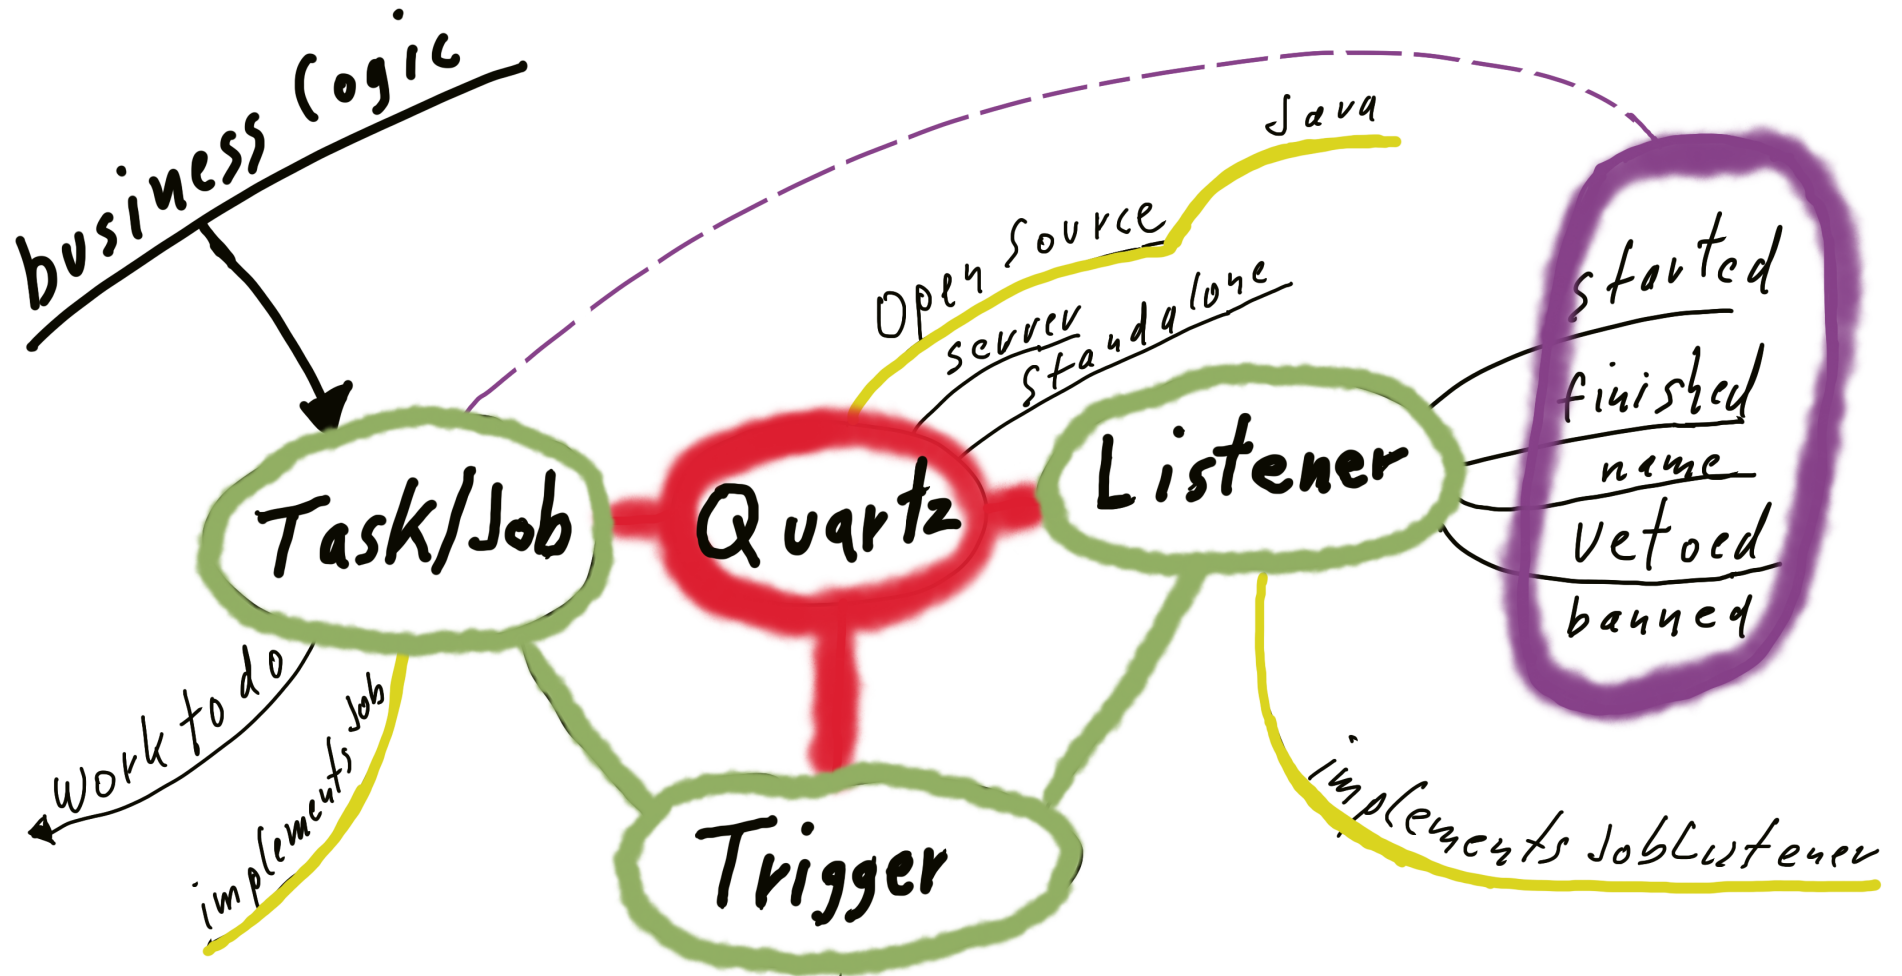 business logic
Java
Open Source
server
standalone
started
finished
name
vetoed
banned
Task/Job
Quartz
Listener
Work to do
implements Job
implements JobListener
Trigger